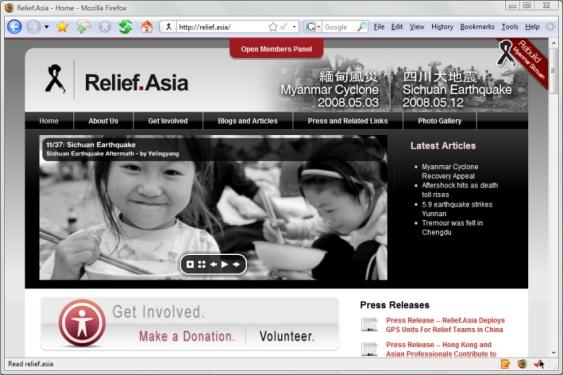 Relief.Asia - Home - Mozilla Firefox
http://relief.asia/
Google
File Edit View History Bookmarks Tools Help
Open Members Panel
Rebuild
Myanmar Sichuan
Relief.Asia
緬甸風災
Myanmar Cyclone
2008.05.03
四川大地震
Sichuan Earthquake
2008.05.12
Home About Us Get Involved Blogs and Articles Press and Related Links Photo Gallery
11/37: Sichuan Earthquake
Sichuan Earthquake Aftermath - by Yelingyang
Latest Articles
Myanmar Cyclone
Recovery Appeal
Aftershock hits as death
toll rises
5.9 earthquake strikes
Yunnan
Tremour was felt in
Chengdu
Get Involved.
Make a Donation. Volunteer.
Press Releases
Press Release -- Relief.Asia Deploys
GPS Units For Relief Teams in China
Press Release -- Hong Kong and
Asian Professionals Contribute to
Read relief.asia